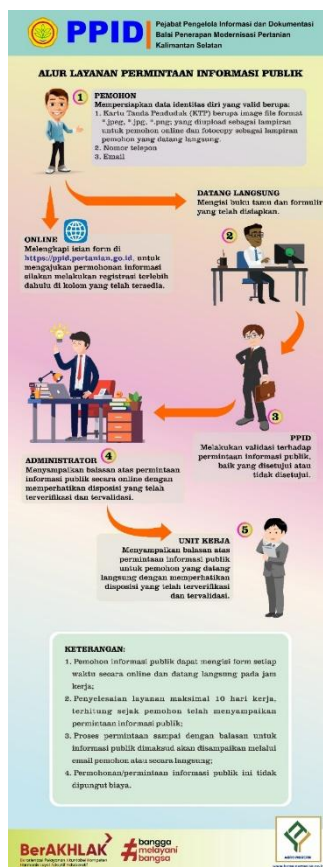 PPID
Pejabat Pengelola Informasi dan Dokumentasi
Balai Penerapan Modernisasi Pertanian
Kalimantan Selatan
ALUR LAYANAN PERMINTAAN INFORMASI PUBLIK
1
PEMOHON
Mempersiapkan data identitas diri yang valid berupa:
1. Kartu Tanda Penduduk (KTP) berupa image file format
*.jpeg, *.jpg, *.png; yang diupload sebagai lampiran
untuk pemohon online dan fotocopy sebagai lampiran
pemohon yang datang langsung.
2. Nomor telepon
3. Email
DATANG LANGSUNG
Mengisi buku tamu dan formulir
yang telah disiapkan.
2
ONLINE
Melengkapi isian form di
https://ppid.pertanian.go.id, untuk
mengajukan permohonan informasi
silakan melakukan registrasi terlebih
dahulu di kolom yang telah tersedia.
3
PPID
Melakukan validasi terhadap
permintaan informasi publik,
baik yang disetujui atau
tidak disetujui.
ADMINISTRATOR 4
Menyampaikan balasan atas permintaan
informasi publik secara online dengan
memperhatikan disposisi yang telah
terverifikasi dan tervalidasi.
5
UNIT KERJA
Menyampaikan balasan atas
permintaan informasi publik
untuk pemohon yang datang
langsung dengan memperhatikan
disposisi yang telah terverifikasi
dan tervalidasi.
KETERANGAN:
1. Pemohon informasi publik dapat mengisi form setiap
waktu secara online dan datang langsung pada jam
kerja;
2. Penyelesaian layanan maksimal 10 hari kerja,
terhitung sejak pemohon telah menyampaikan
permintaan informasi publik;
3. Proses permintaan sampai dengan balasan untuk
informasi publik dimaksud akan disampaikan melalui
email pemohon atau secara langsung;
4. Permohonan/permintaan informasi publik ini tidak
dipungut biaya.
BerAKHLAK
#bangga
melayani
bangsa